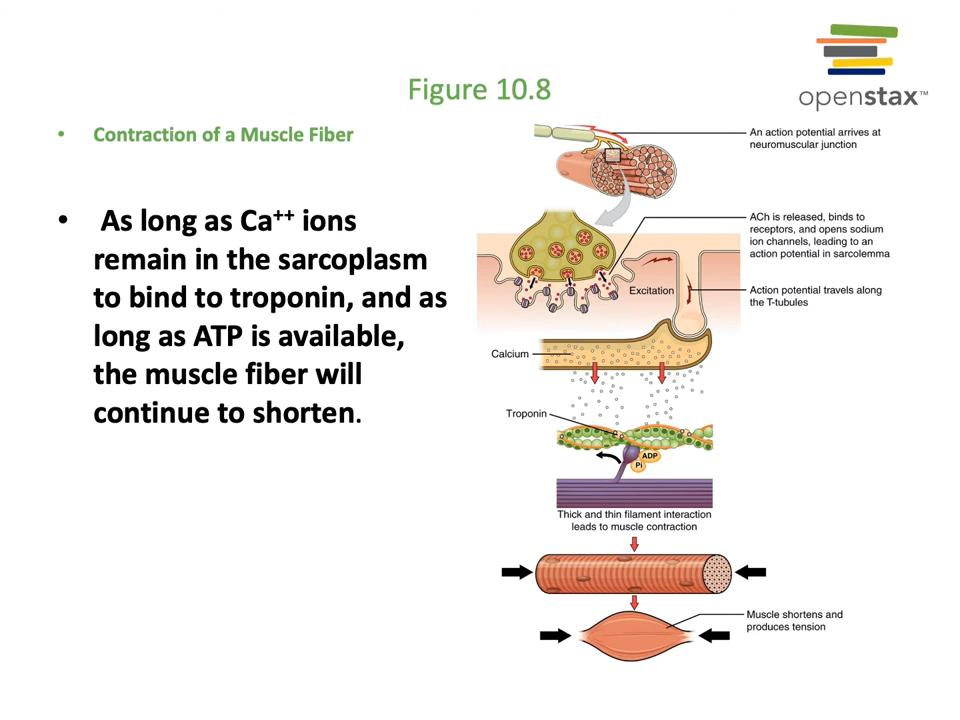 openstax™
Figure 10.8
• Contraction of a Muscle Fiber
• As long as Ca⁺⁺ ions
remain in the sarcoplasm
to bind to troponin, and as
long as ATP is available,
the muscle fiber will
continue to shorten.
An action potential arrives at
neuromuscular junction
ACh is released, binds to
receptors, and opens sodium
ion channels, leading to an
action potential in sarcolemma
Excitation
Action potential travels along
the T-tubules
Calcium
Troponin
ADP
Pi
Thick and thin filament interaction
leads to muscle contraction
Muscle shortens and
produces tension